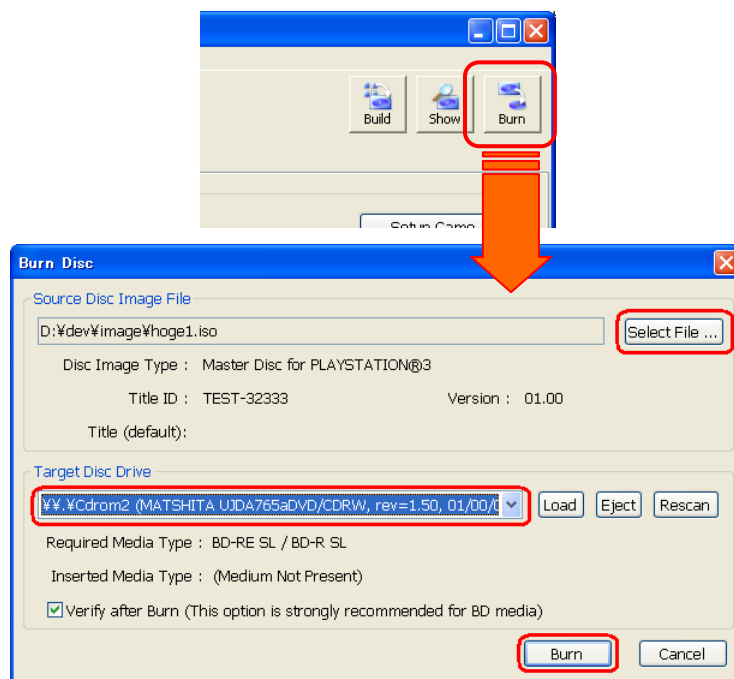 Build Show Burn
Burn Disc
Source Disc Image File
D:¥dev¥image¥hoge1.iso Select File ...
Disc Image Type : Master Disc for PLAYSTATION®3
Title ID : TEST-32333 Version : 01.00
Title (default):
Target Disc Drive
¥¥.¥Cdrom2 (MATSHITA UJDA765aDVD/CDRW, rev=1.50, 01/00/ Load Eject Rescan
Required Media Type : BD-RE SL / BD-R SL
Inserted Media Type : (Medium Not Present)
Verify after Burn (This option is strongly recommended for BD media)
Burn Cancel